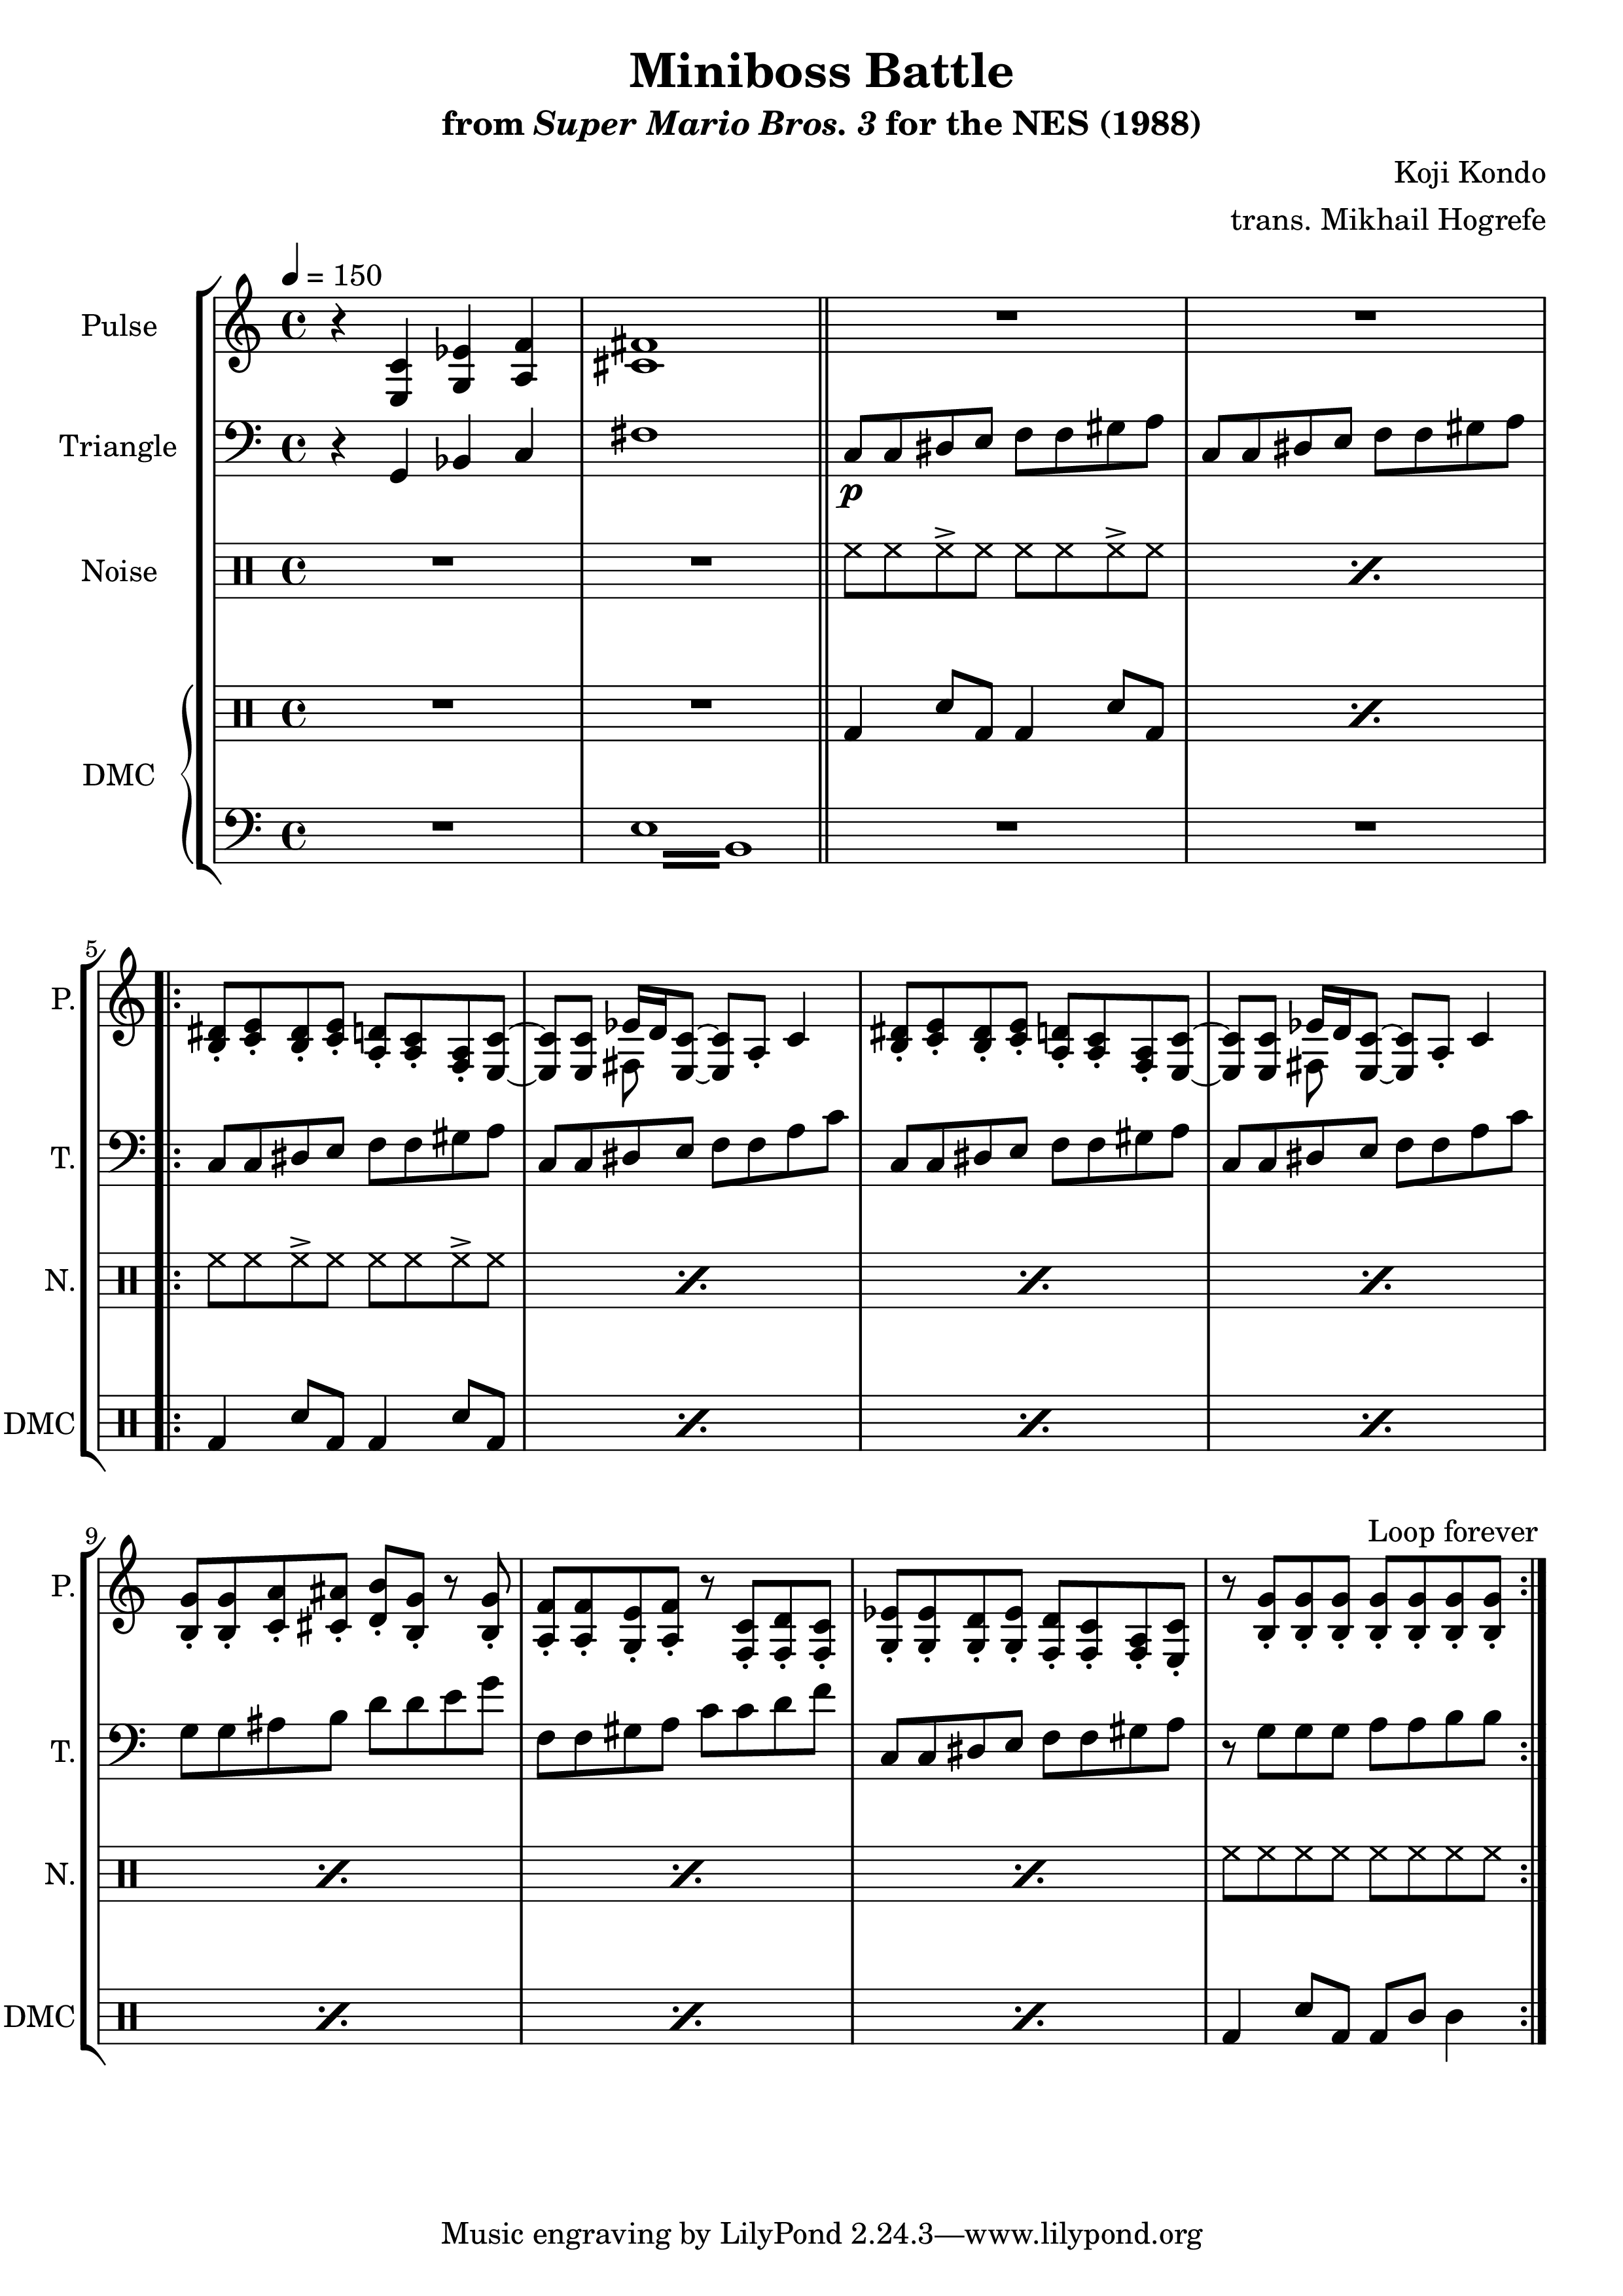 Miniboss Battle
from Super Mario Bros. 3 for the NES (1988)
Koji Kondo
trans. Mikhail Hogrefe
= 150
Pulse
Triangle
p
Noise
DMC
5
P.
T.
N.
DMC
9
Loop forever
P.
T.
N.
DMC
Music engraving by LilyPond 2.24.3—www.lilypond.org